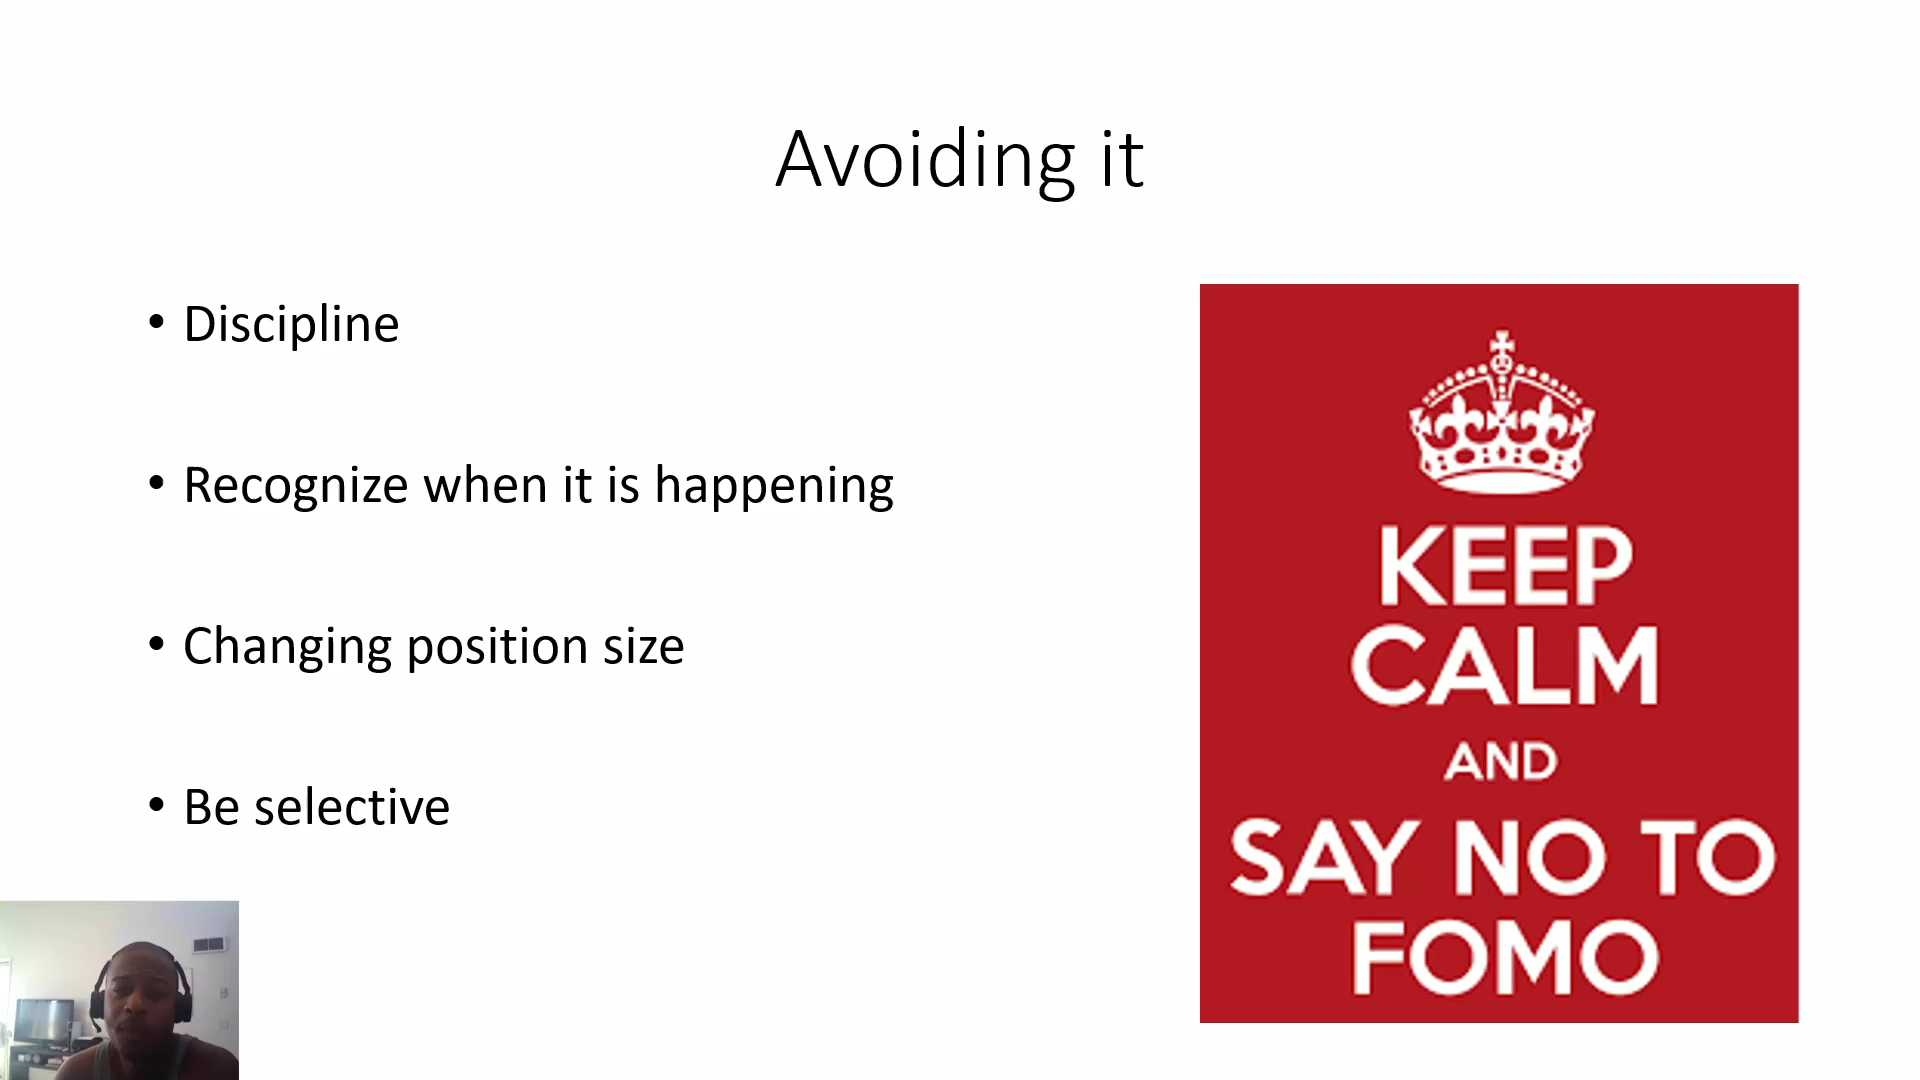 Avoiding it
• Discipline
• Recognize when it is happening
• Changing position size
• Be selective
KEEP
CALM
AND
SAY NO TO
FOMO